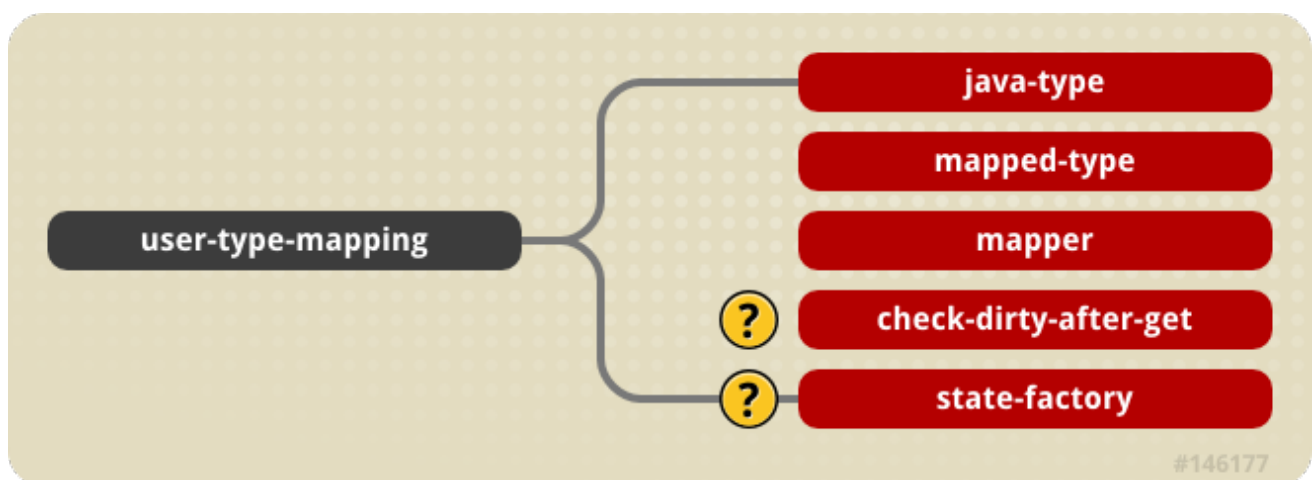 java-type
mapped-type
user-type-mapping
mapper
?
check-dirty-after-get
?
state-factory
#146177